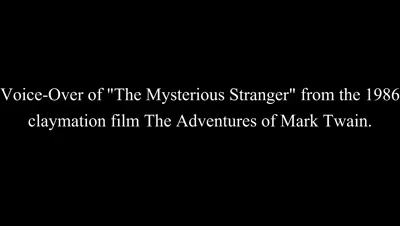 Voice-Over of "The Mysterious Stranger" from the 1986
claymation film The Adventures of Mark Twain.